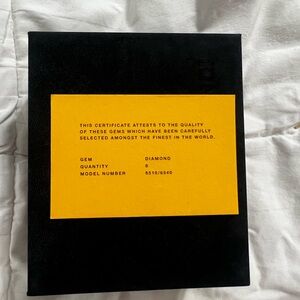 THIS CERTIFICATE ATTESTS TO THE QUALITY
OF THESE GEMS WHICH HAVE BEEN CAREFULLY
SELECTED AMONGST THE FINEST IN THE WORLD.
GEM DIAMOND
QUANTITY 6
MODEL NUMBER